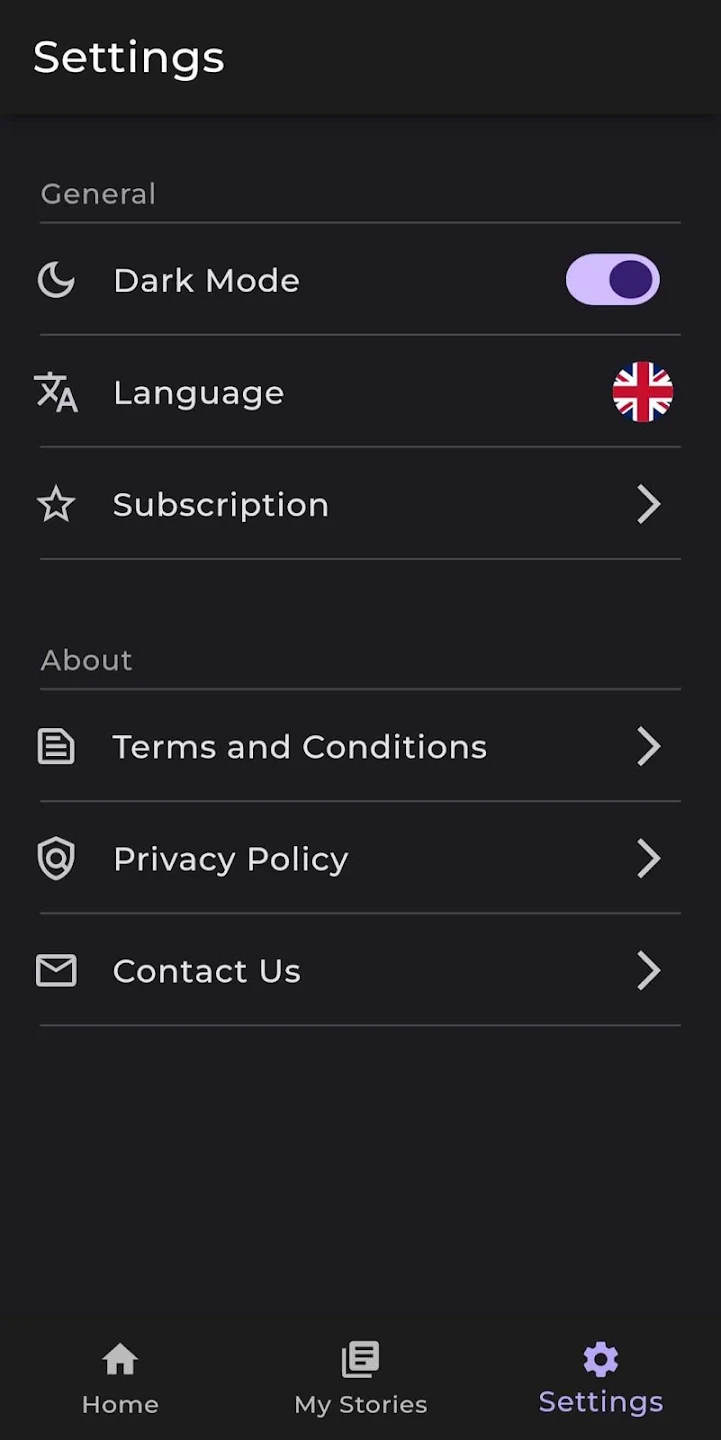 Settings
General
Dark Mode
Language
Subscription
About
Terms and Conditions
Privacy Policy
Contact Us
Home
My Stories
Settings